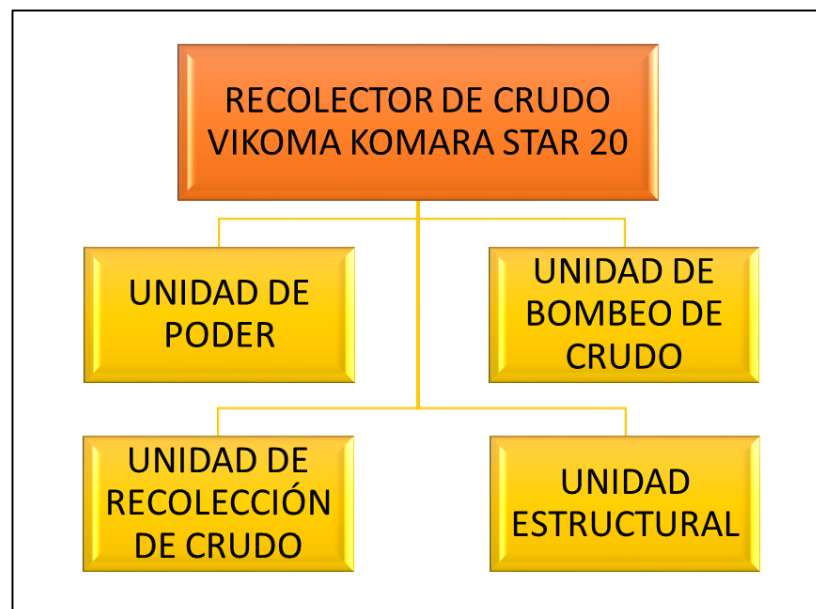 RECOLECTOR DE CRUDO
VIKOMA KOMARA STAR 20
UNIDAD DE
PODER
UNIDAD DE
BOMBEO DE
CRUDO
UNIDAD DE
RECOLECCIÓN
DE CRUDO
UNIDAD
ESTRUCTURAL